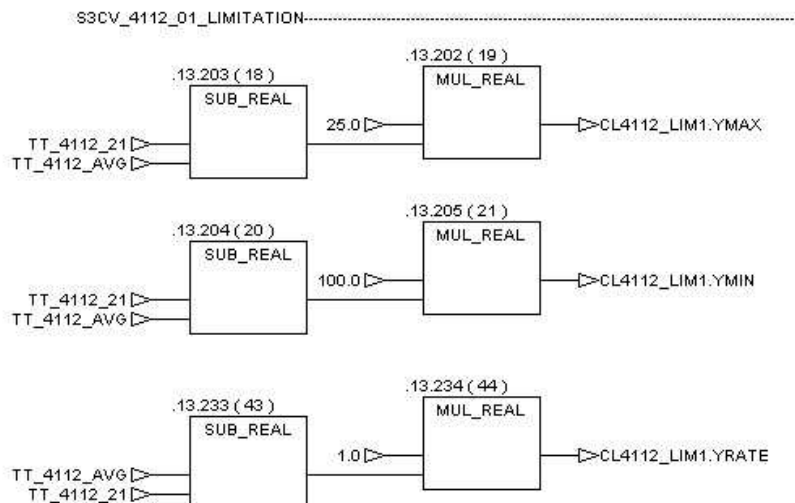 S3CV_4112_01_LIMITATION
.13.202 ( 19 )
.13.203 ( 18 )
MUL_REAL
SUB_REAL
25.0
CL4112_LIM1.YMAX
TT_4112_21
TT_4112_AVG
.13.205 ( 21 )
.13.204 ( 20 )
MUL_REAL
SUB_REAL
100.0
CL4112_LIM1.YMIN
TT_4112_21
TT_4112_AVG
.13.234 ( 44 )
.13.233 ( 43 )
MUL_REAL
SUB_REAL
1.0
CL4112_LIM1.YRATE
TT_4112_AVG
TT_4112_21